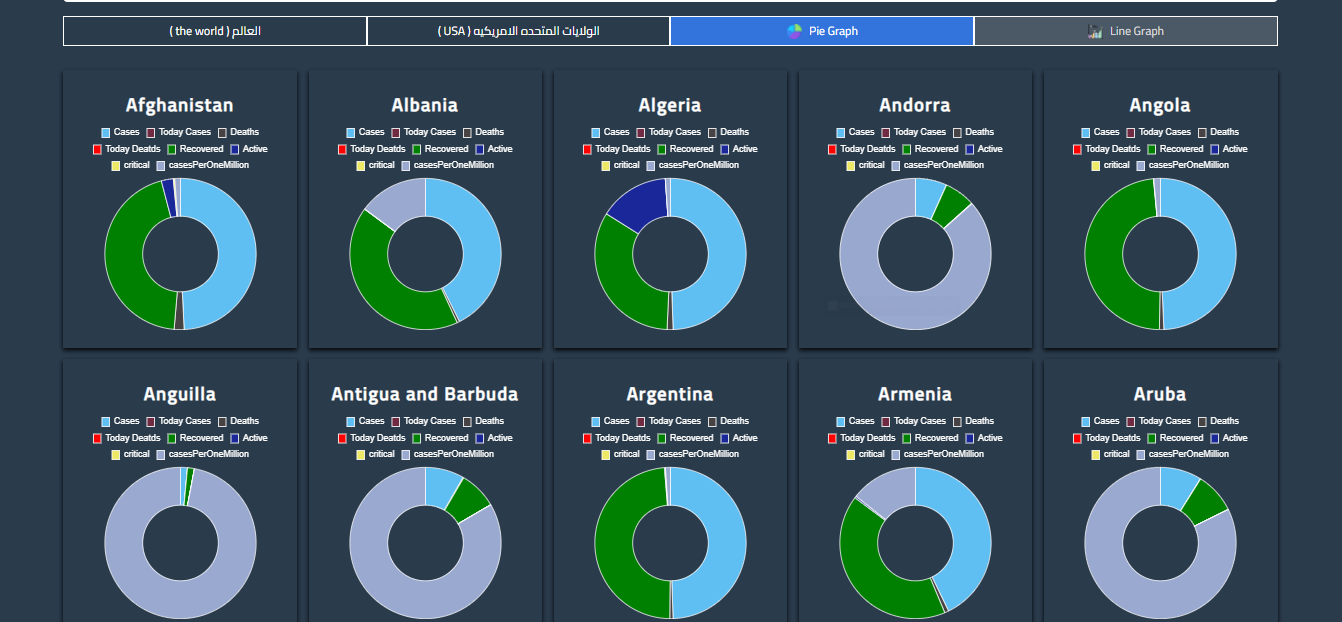 العالم ( the world )
الولايات المتحده الامريكيه ( USA )
Pie Graph
Line Graph
Afghanistan
Cases Today Cases Deaths
Today Deatds Recovered Active
critical casesPerOneMillion
Albania
Cases Today Cases Deaths
Today Deatds Recovered Active
critical casesPerOneMillion
Algeria
Cases Today Cases Deaths
Today Deatds Recovered Active
critical casesPerOneMillion
Andorra
Cases Today Cases Deaths
Today Deatds Recovered Active
critical casesPerOneMillion
Angola
Cases Today Cases Deaths
Today Deatds Recovered Active
critical casesPerOneMillion
Anguilla
Cases Today Cases Deaths
Today Deatds Recovered Active
critical casesPerOneMillion
Antigua and Barbuda
Cases Today Cases Deaths
Today Deatds Recovered Active
critical casesPerOneMillion
Argentina
Cases Today Cases Deaths
Today Deatds Recovered Active
critical casesPerOneMillion
Armenia
Cases Today Cases Deaths
Today Deatds Recovered Active
critical casesPerOneMillion
Aruba
Cases Today Cases Deaths
Today Deatds Recovered Active
critical casesPerOneMillion